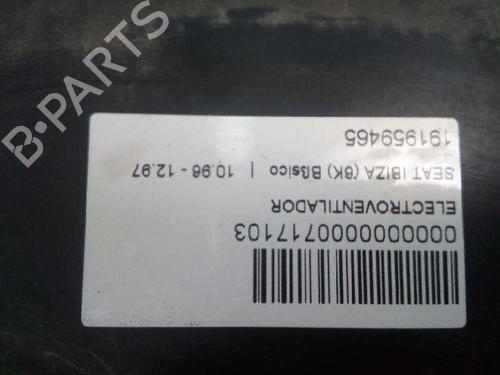 0000000000717103
ELECTROVENTILADOR
SEAT IBIZA (6K) Básico | 10.96 - 12.97
191959465
B-PARTS